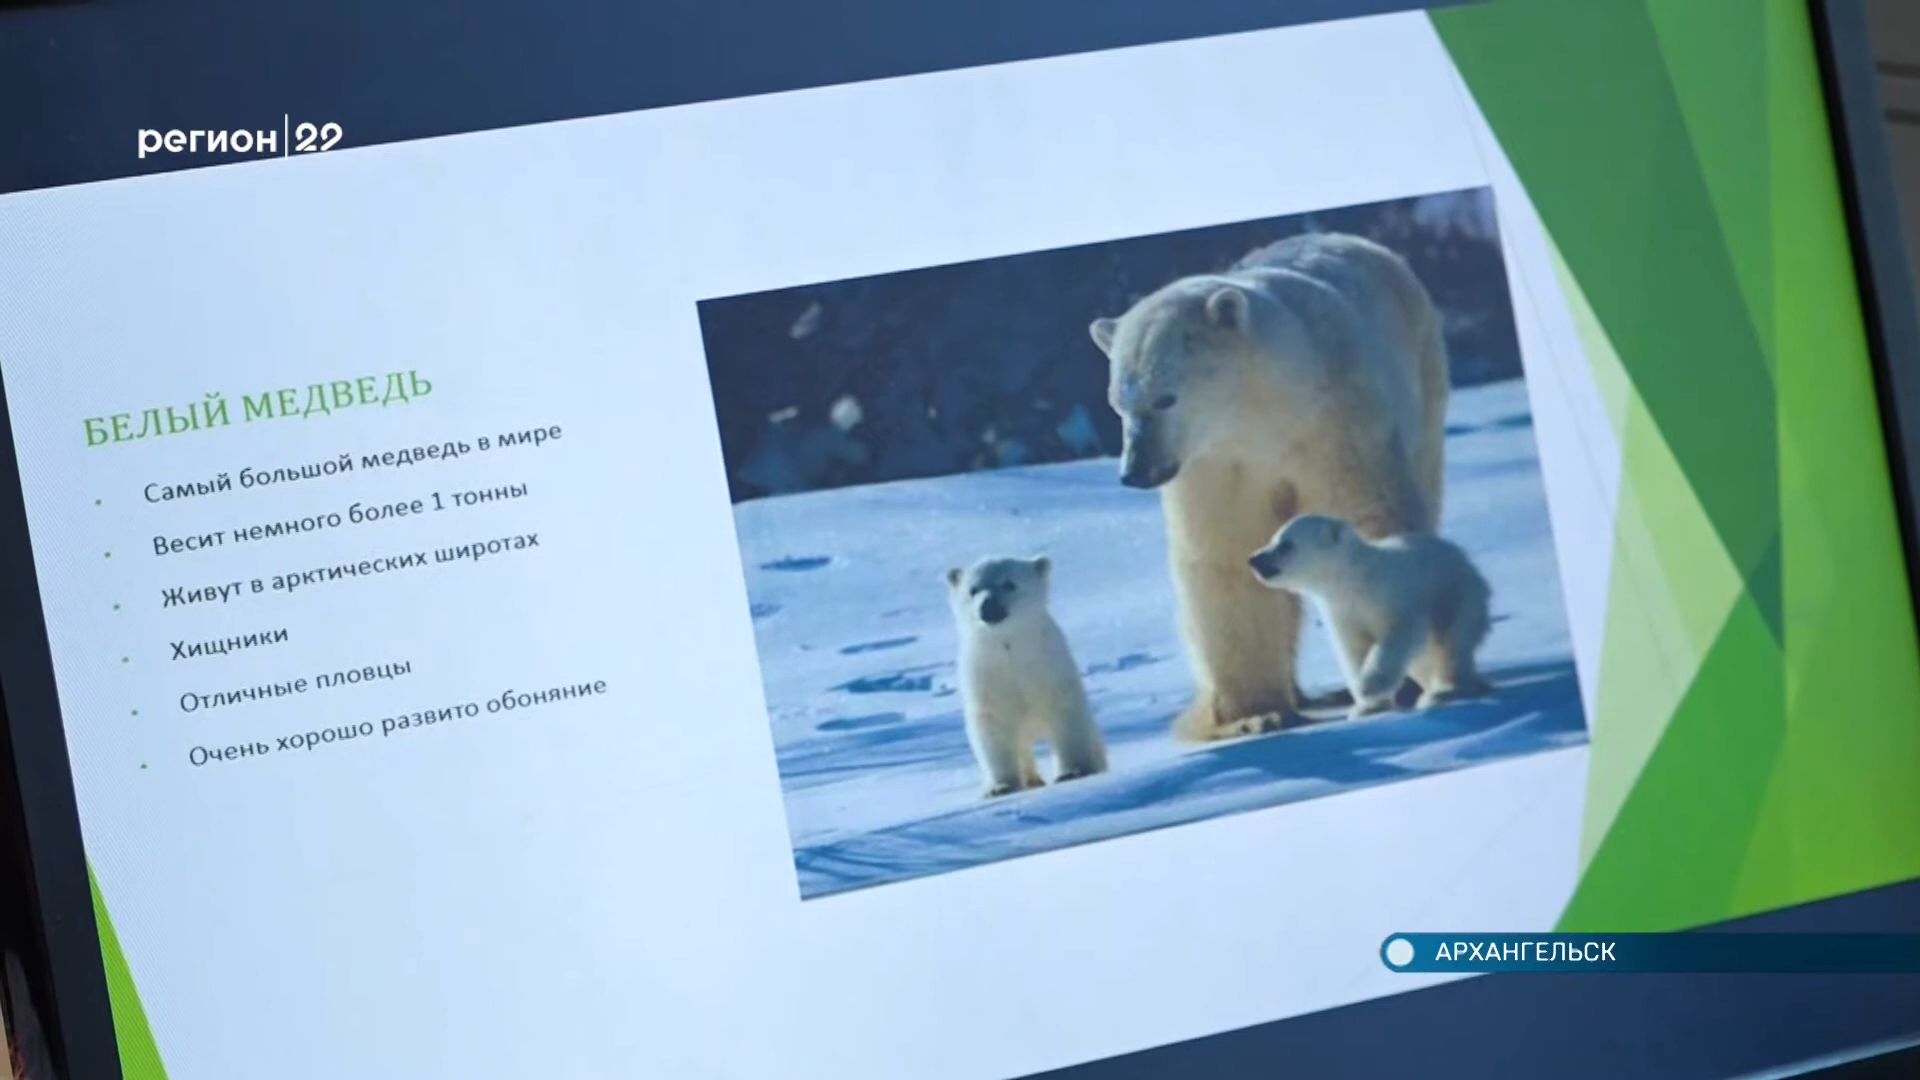 регион|29
БЕЛЫЙ МЕДВЕДЬ
• Самый большой медведь в мире
• Весит немного более 1 тонны
• Живут в арктических широтах
• Хищники
• Отличные пловцы
• Очень хорошо развито обоняние
АРХАНГЕЛЬСК